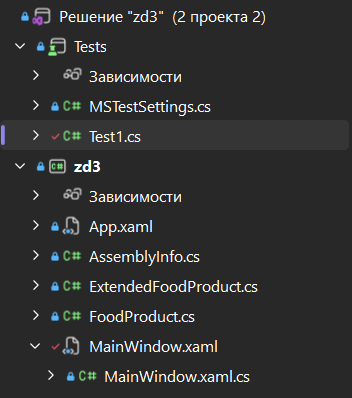 Решение "zd3" (2 проекта 2)
Tests
Зависимости
C# MSTestSettings.cs
C# Test1.cs
C# zd3
Зависимости
App.xaml
C# AssemblyInfo.cs
C# ExtendedFoodProduct.cs
C# FoodProduct.cs
MainWindow.xaml
C# MainWindow.xaml.cs